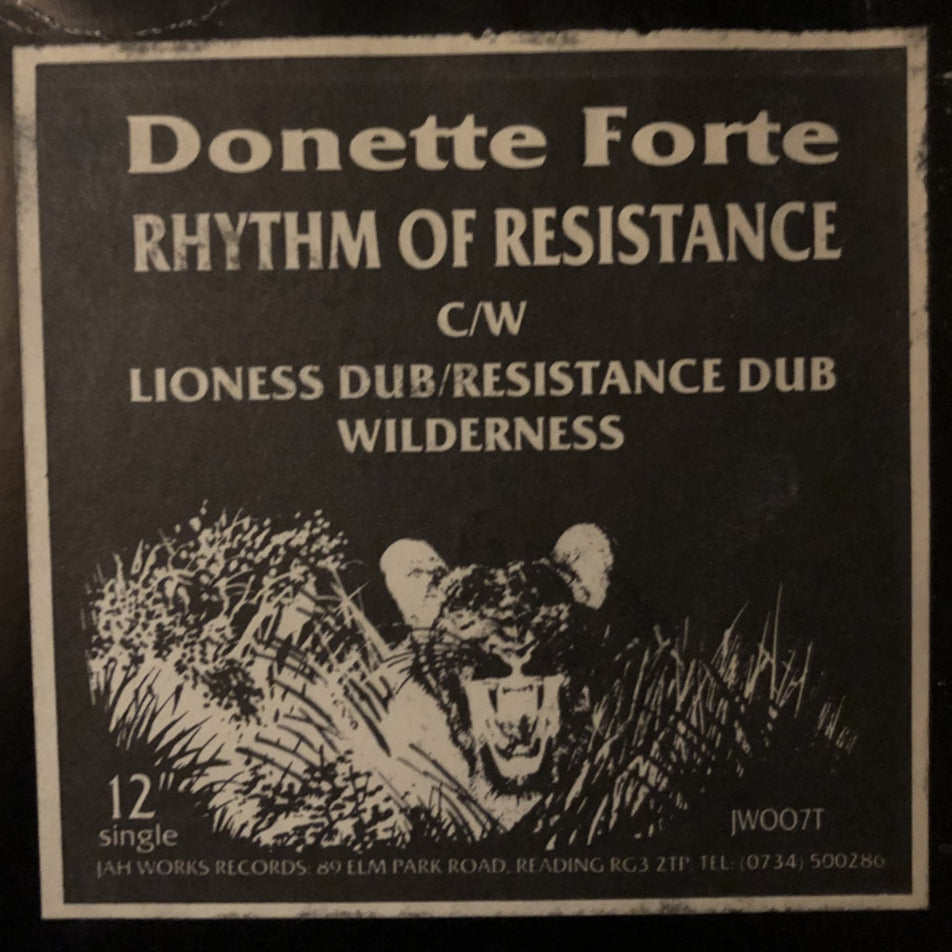 Donette Forte
RHYTHM OF RESISTANCE
C/W
LIONESS DUB/RESISTANCE DUB
WILDERNESS
12"
single
JW007T
JAH WORKS RECORDS: 89 ELM PARK ROAD, READING RG3 2TP. TEL: (0734) 500286